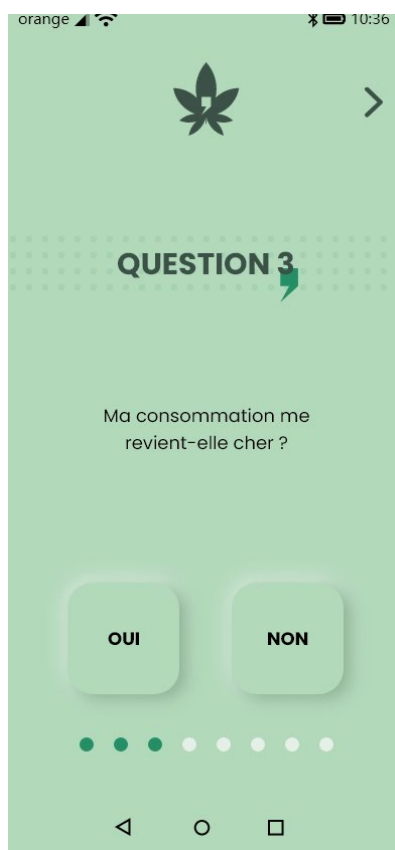 orange 10:36
QUESTION 3
Ma consommation me
revient-elle cher ?
OUI NON